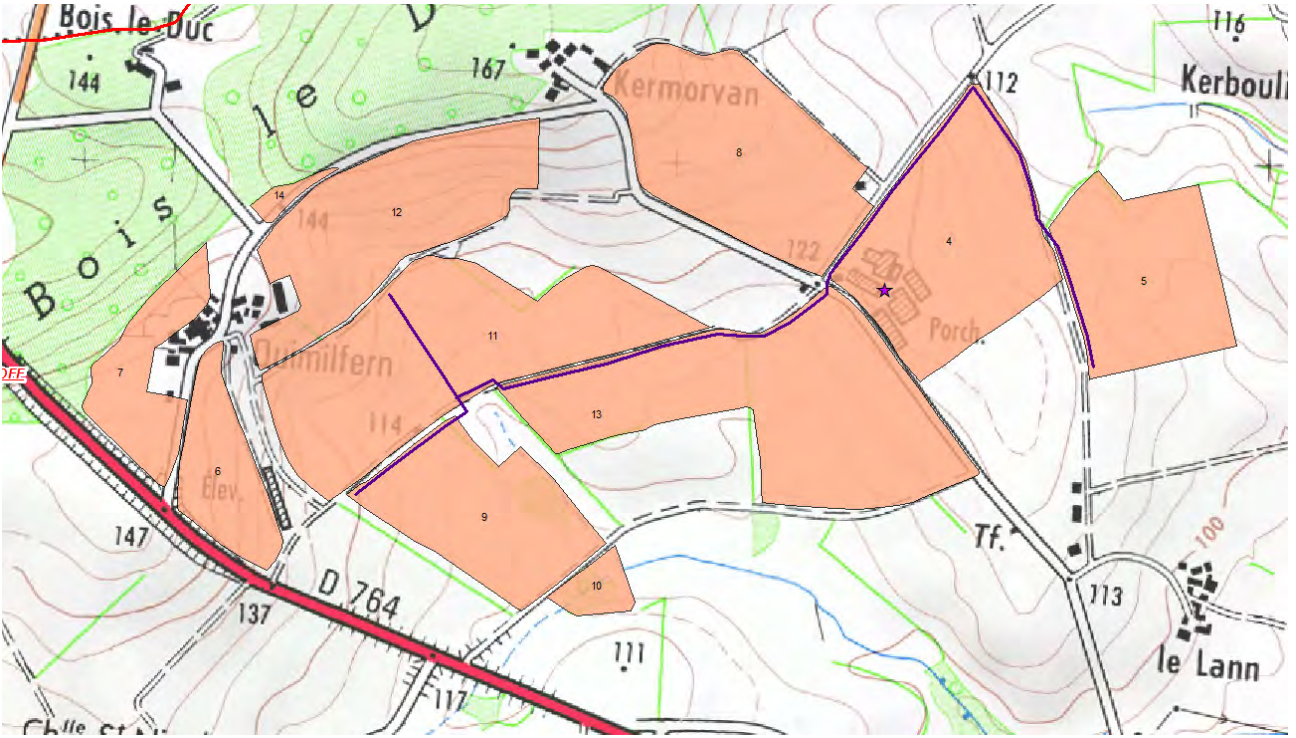 Bois le Duc
D
116
144
167
Kermorvan
112
Kerbouli
le
8
14
144
12
Bois
122
4
5
Porch.
11
7
Quimilfern
114
13
6
Élev.
9
147
Tf.
100
10
D 764
137
113
111
le Lann
117